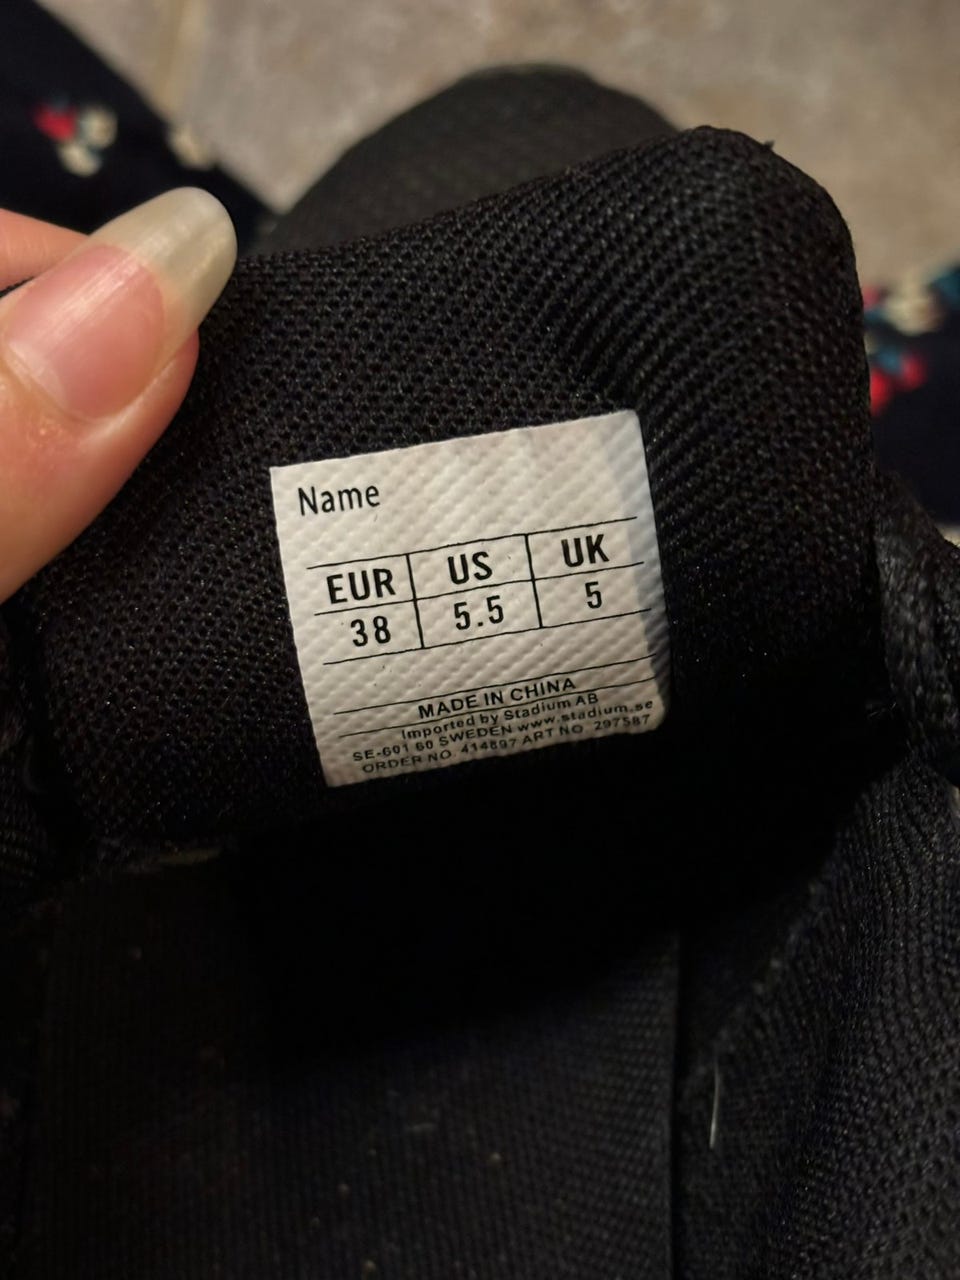 Name
EUR US UK
38 5.5 5
MADE IN CHINA
Imported by Stadium AB
SE-601 60 SWEDEN www.stadium.se
ORDER NO. 414897 ART NO. 297587